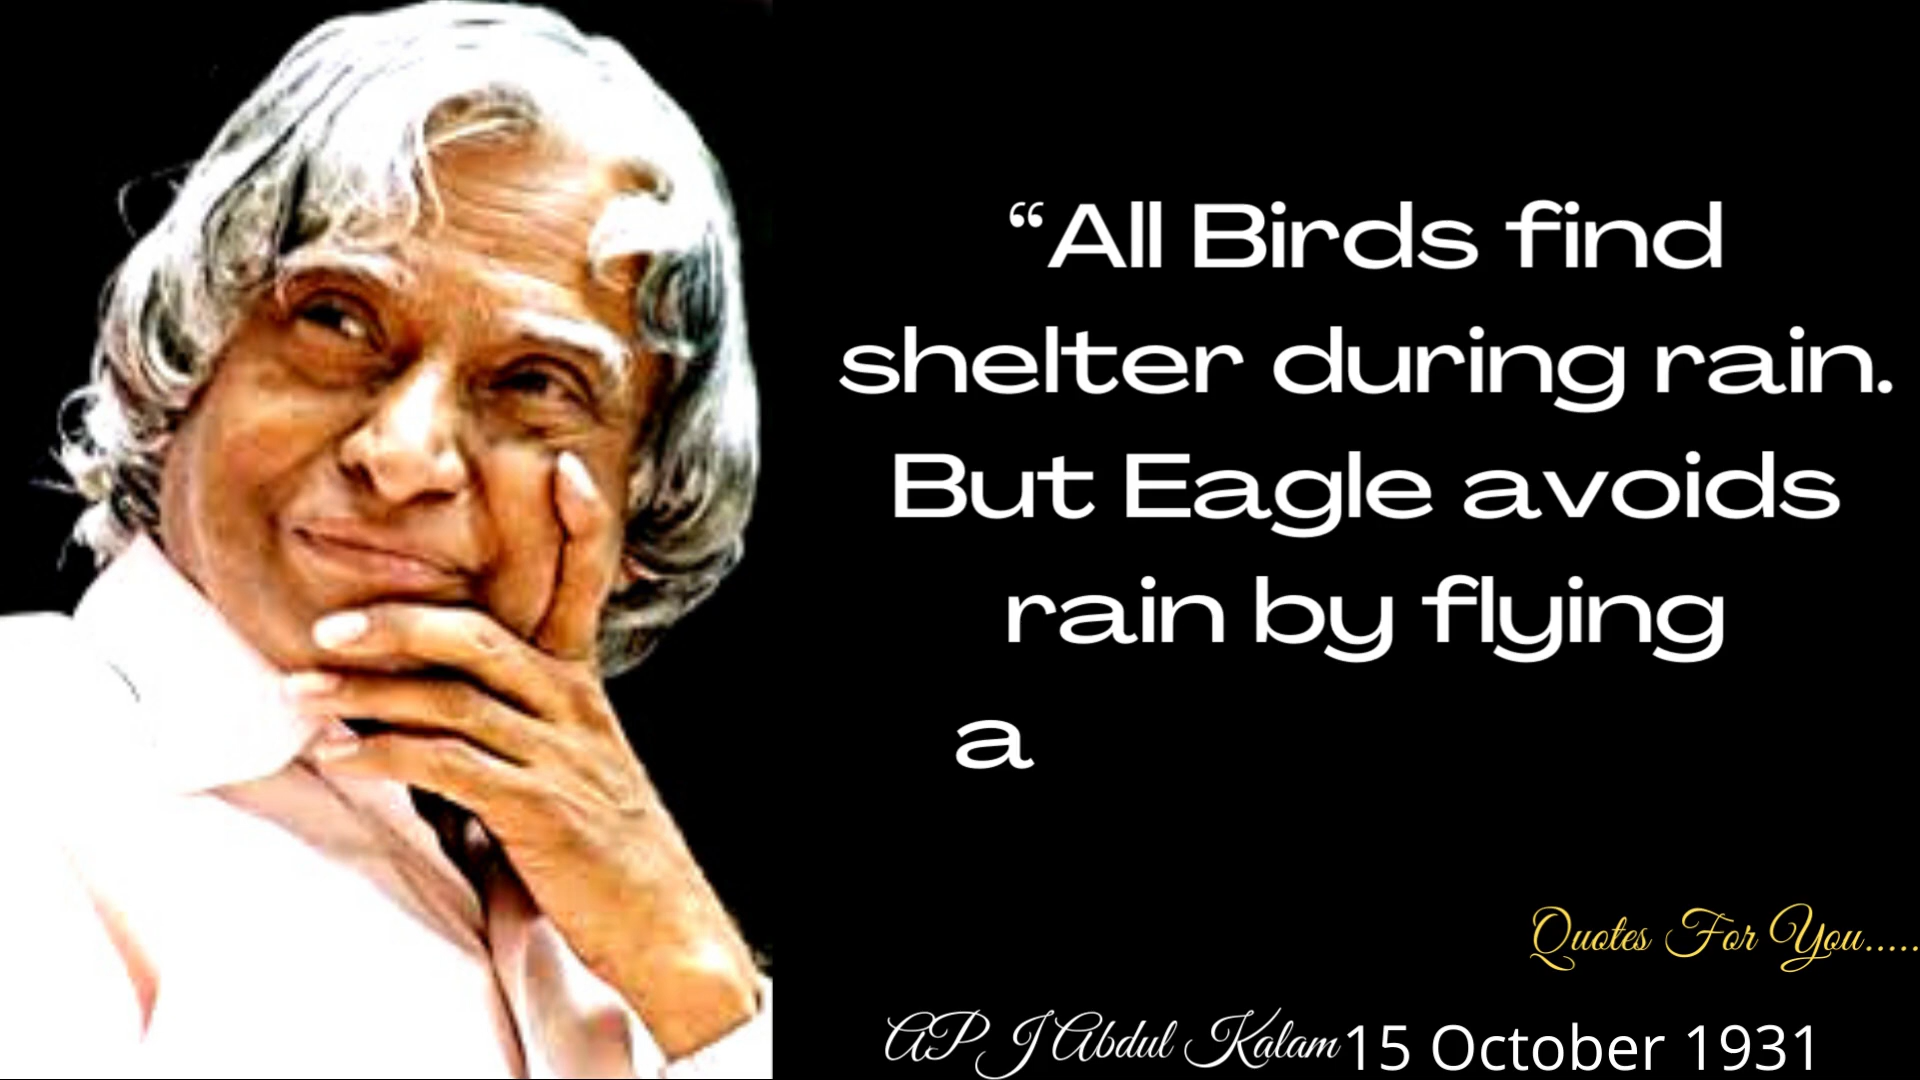 “All Birds find
shelter during rain.
But Eagle avoids
rain by flying
a
Quotes For You.....
AP J Abdul Kalam 15 October 1931